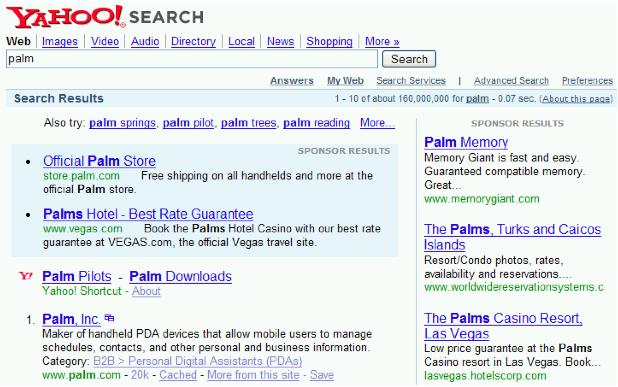 YAHOO! SEARCH
Web | Images | Video | Audio | Directory | Local | News | Shopping | More »
palm Search
Answers My Web Search Services | Advanced Search Preferences
Search Results 1 - 10 of about 160,000,000 for palm - 0.07 sec. (About this page)
Also try: palm springs, palm pilot, palm trees, palm reading More...
SPONSOR RESULTS
• Official Palm Store
store.palm.com Free shipping on all handhelds and more at the
official Palm store.
• Palms Hotel - Best Rate Guarantee
www.vegas.com Book the Palms Hotel Casino with our best
rate guarantee at VEGAS.com, the official Vegas travel site.
Y! Palm Pilots - Palm Downloads
Yahoo! Shortcut - About
1. Palm, Inc.
Maker of handheld PDA devices that allow mobile users to manage
schedules, contacts, and other personal and business information.
Category: B2B > Personal Digital Assistants (PDAs)
www.palm.com - 20k - Cached - More from this site - Save
SPONSOR RESULTS
Palm Memory
Memory Giant is fast and easy.
Guaranteed compatible memory.
Great...
www.memorygiant.com
The Palms, Turks and Caicos
Islands
Resort/Condo photos, rates,
availability and reservations....
www.worldwidereservationsystems.c
The Palms Casino Resort,
Las Vegas
Low price guarantee at the Palms
Casino resort in Las Vegas. Book...
lasvegas.hotelscorp.com